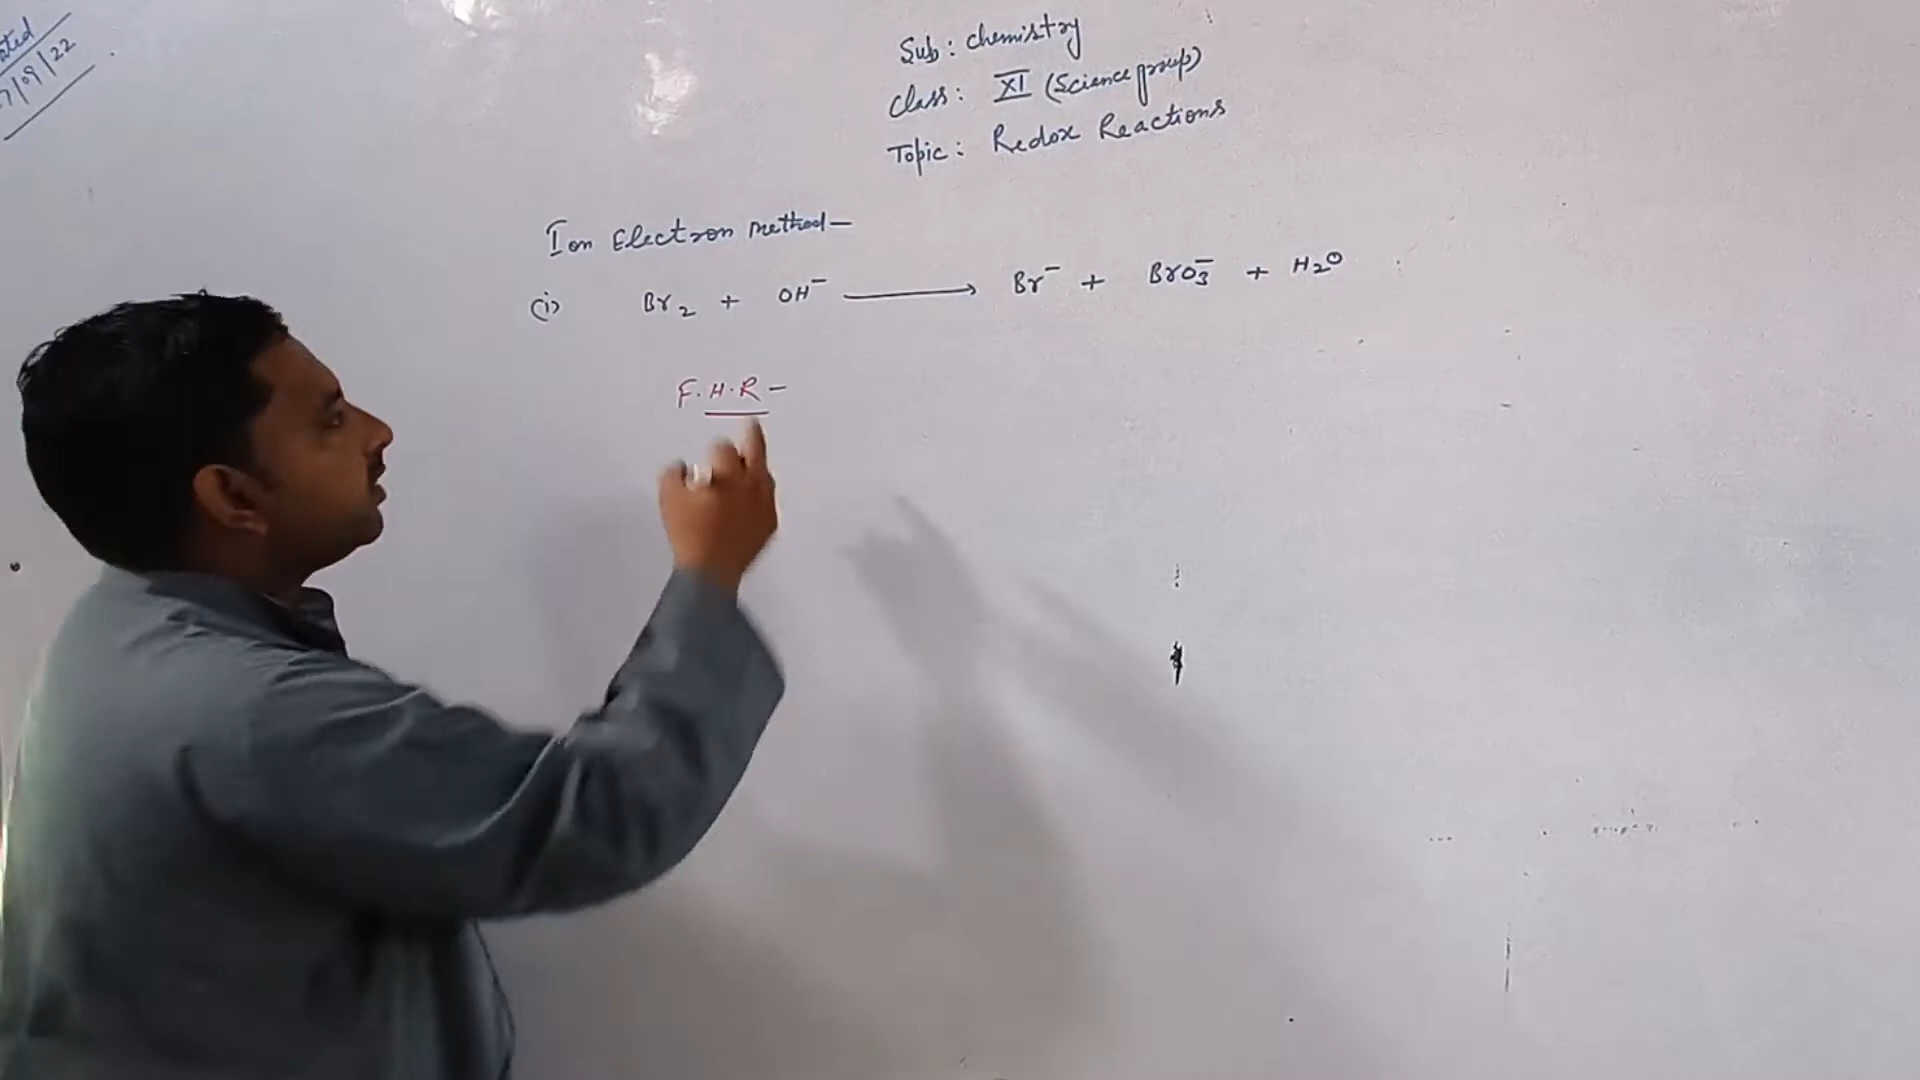 Sub: Chemistry
Class: XI (Science group)
Topic: Redox Reactions
Ion Electron Method—
(i) Br₂ + OH⁻ ⟶ Br⁻ + BrO₃⁻ + H₂O
F.H.R -